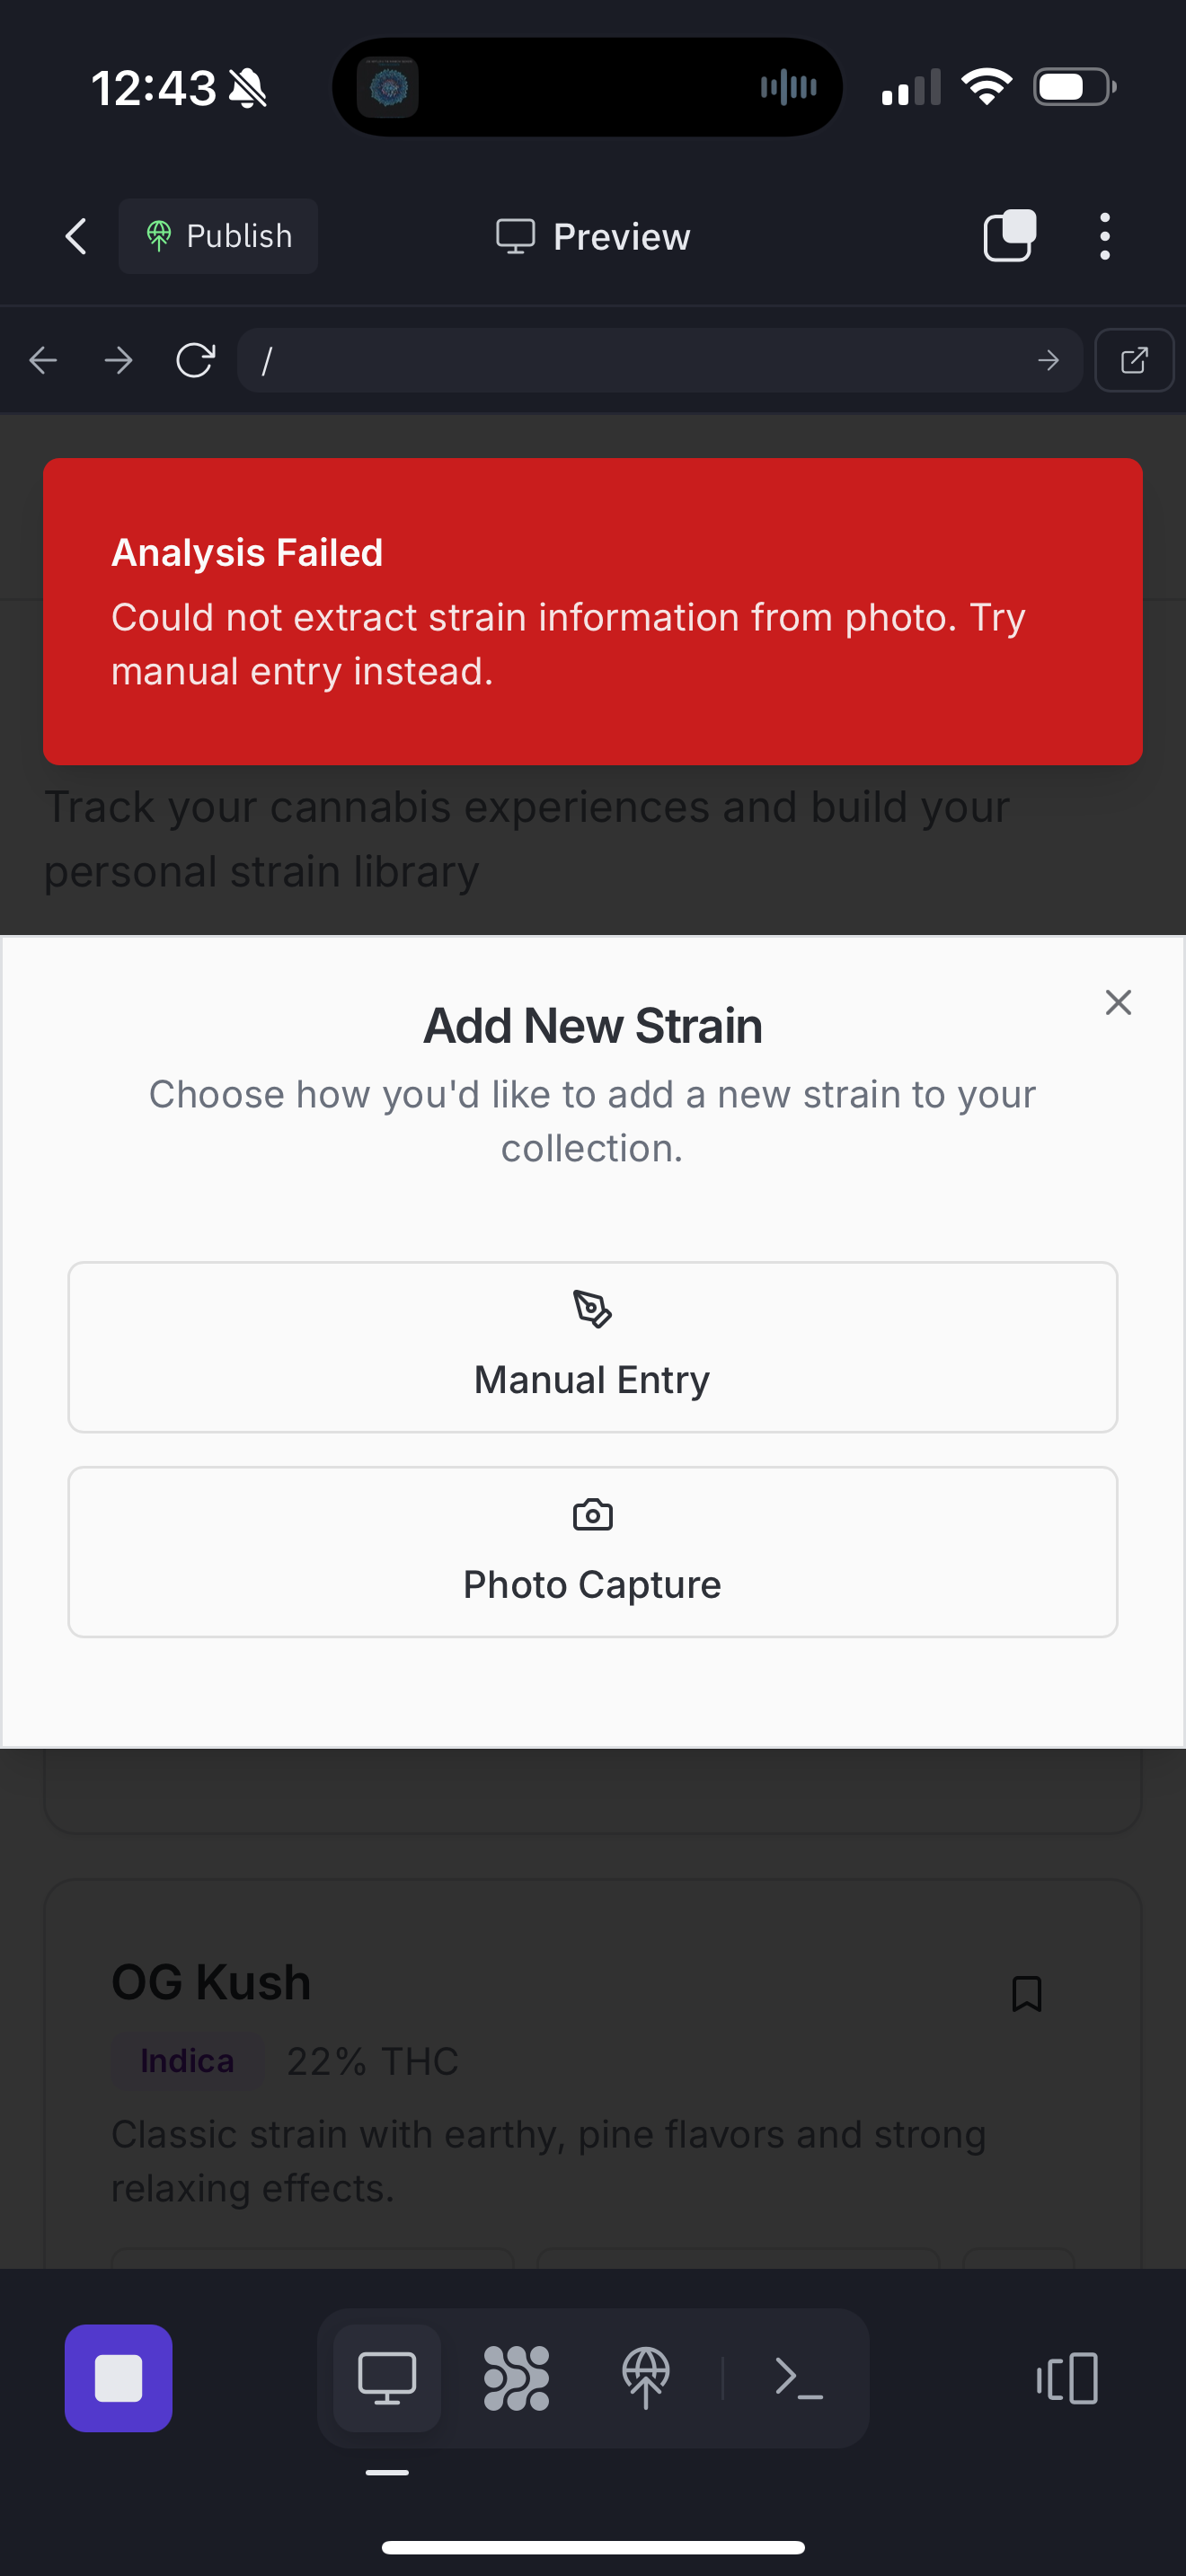 12:43
Publish
Preview
/
Analysis Failed
Could not extract strain information from photo. Try
manual entry instead.
Track your cannabis experiences and build your
personal strain library
Add New Strain
Choose how you'd like to add a new strain to your
collection.
Manual Entry
Photo Capture
OG Kush
Indica 22% THC
Classic strain with earthy, pine flavors and strong
relaxing effects.